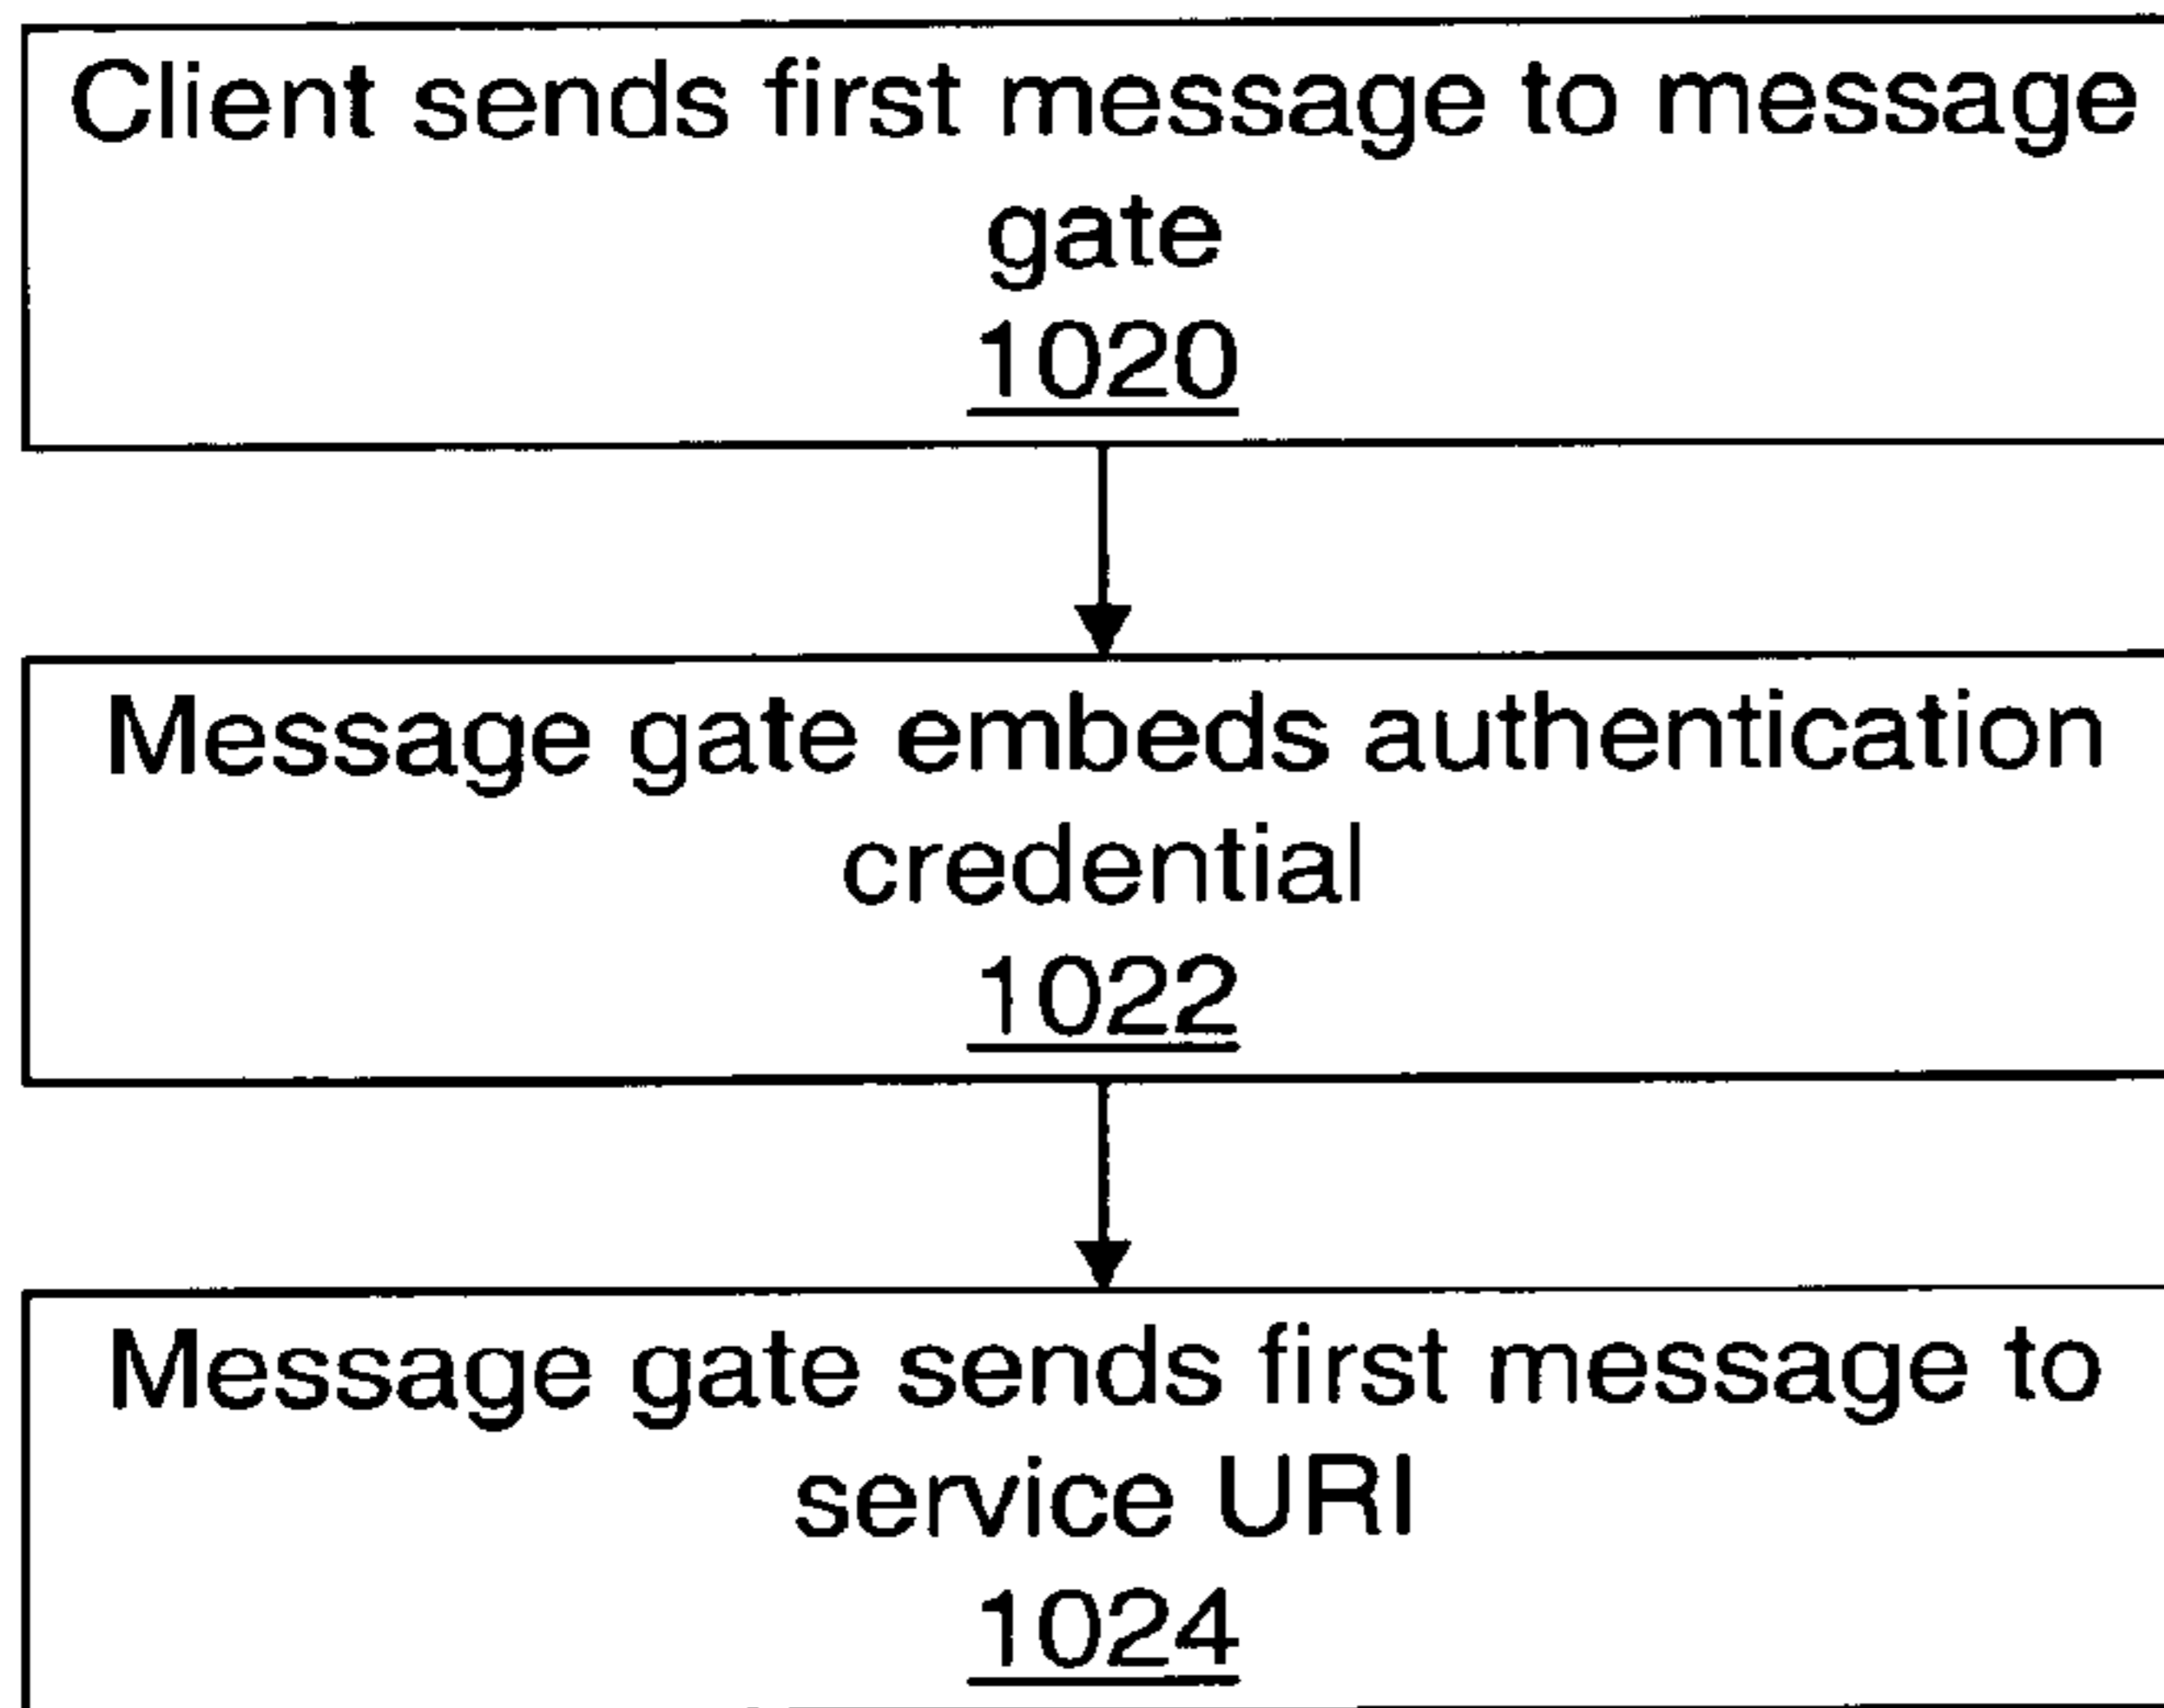 Client sends first message to message
gate
1020
Message gate embeds authentication
credential
1022
Message gate sends first message to
service URI
1024